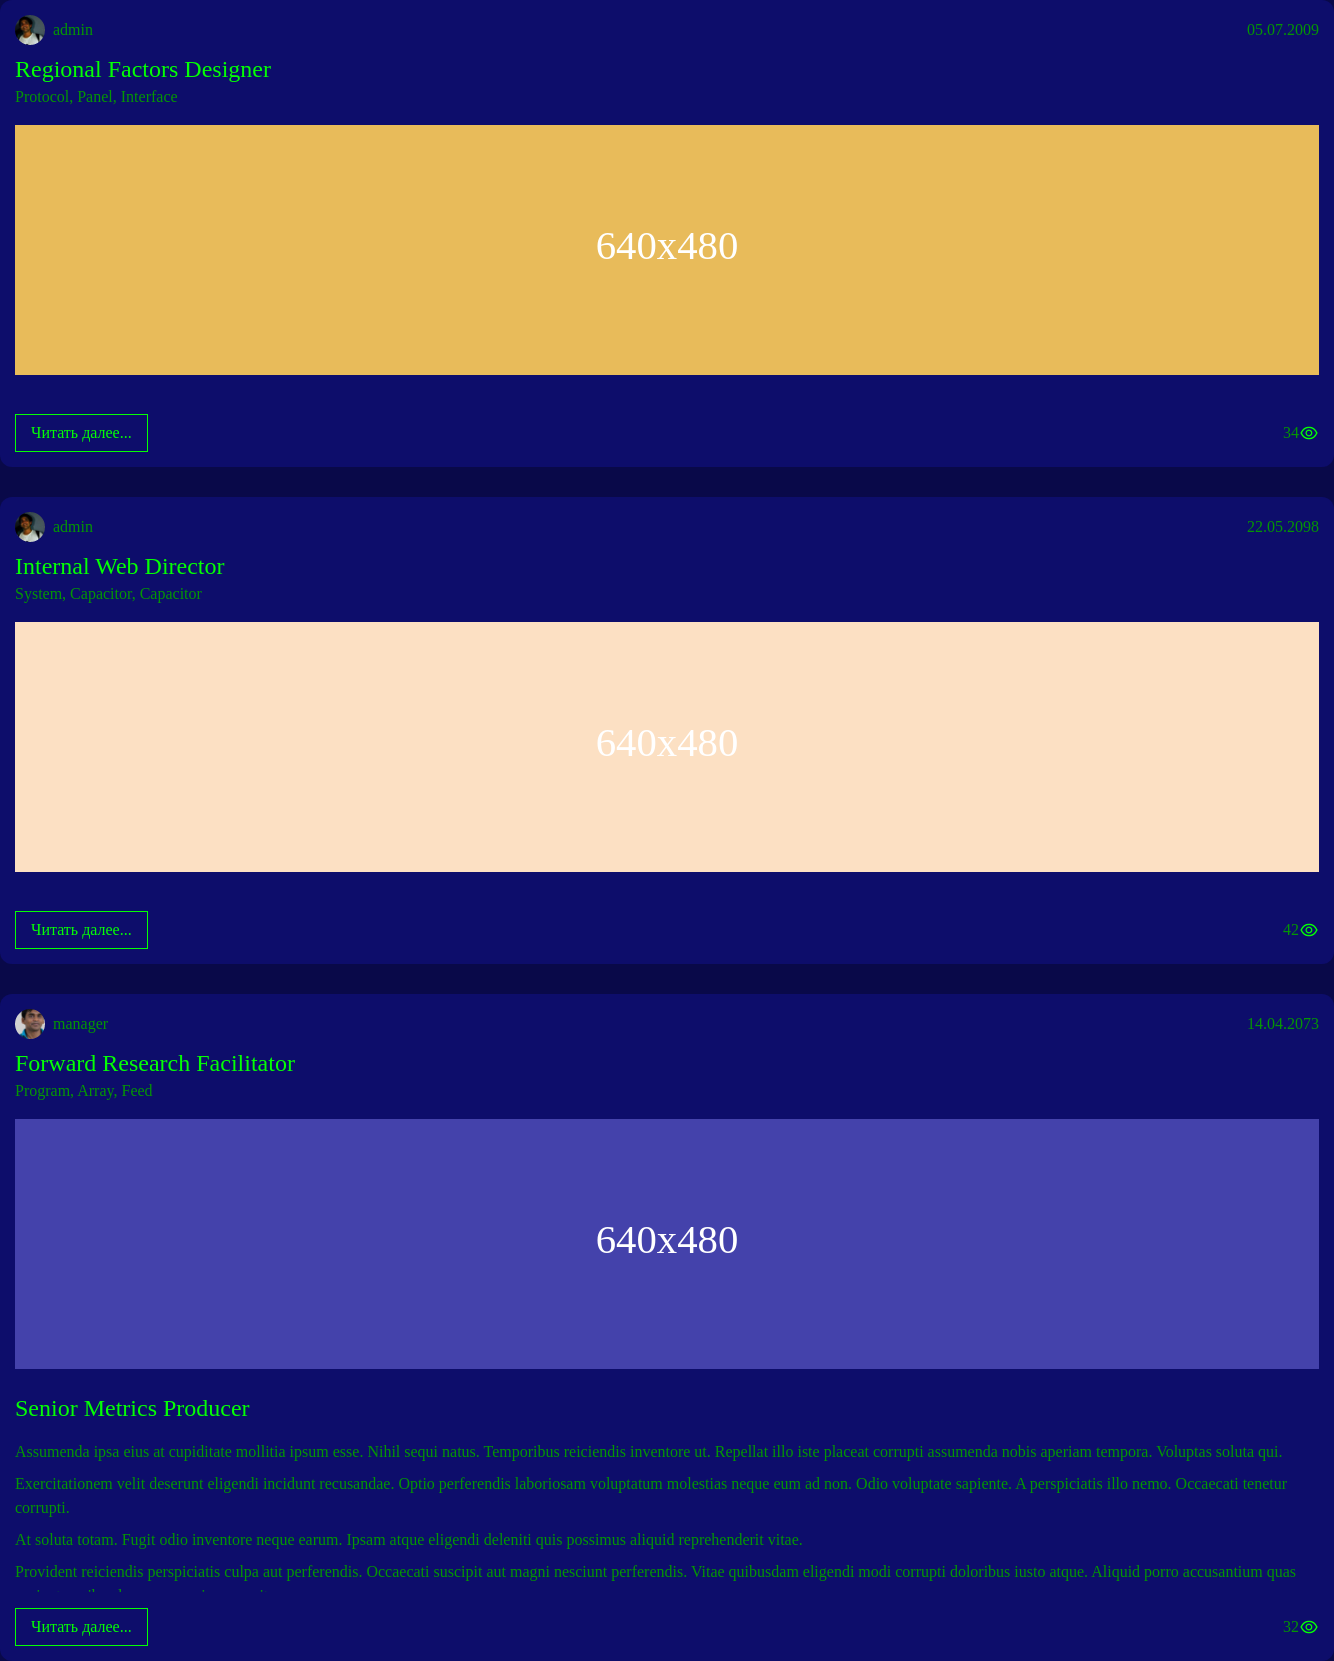 admin
05.07.2009
Regional Factors Designer
Protocol, Panel, Interface
640x480
Читать далее...
34
admin
22.05.2098
Internal Web Director
System, Capacitor, Capacitor
640x480
Читать далее...
42
manager
14.04.2073
Forward Research Facilitator
Program, Array, Feed
640x480
Senior Metrics Producer
Assumenda ipsa eius at cupiditate mollitia ipsum esse. Nihil sequi natus. Temporibus reiciendis inventore ut. Repellat illo iste placeat corrupti assumenda nobis aperiam tempora. Voluptas soluta qui.
Exercitationem velit deserunt eligendi incidunt recusandae. Optio perferendis laboriosam voluptatum molestias neque eum ad non. Odio voluptate sapiente. A perspiciatis illo nemo. Occaecati tenetur
corrupti.
At soluta totam. Fugit odio inventore neque earum. Ipsam atque eligendi deleniti quis possimus aliquid reprehenderit vitae.
Provident reiciendis perspiciatis culpa aut perferendis. Occaecati suscipit aut magni nesciunt perferendis. Vitae quibusdam eligendi modi corrupti doloribus iusto atque. Aliquid porro accusantium quas
Читать далее...
32